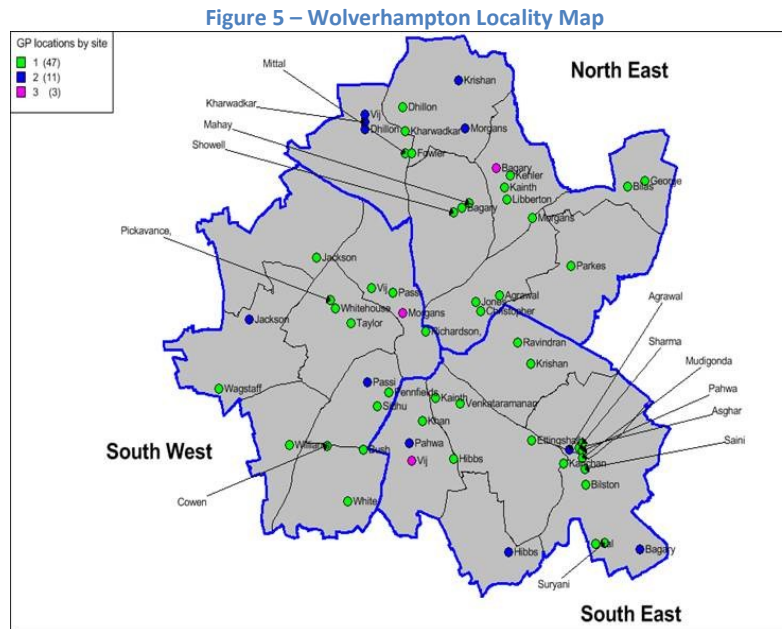 Figure 5 – Wolverhampton Locality Map
GP locations by site
1 (47)
2 (11)
3 (3)
North East
Mittal
Krishan
Kharwadkar
Vij
Dhillon
Dhillon
Kharwadkar
Morgans
Mahay
Fowler
Showell
Bagary
Kehler
Kainth
Libberton
George
Bilas
Bagary
Morgans
Pickavance,
Jackson
Parkes
Vij
Passi
Agrawal
Jones
Christopher
Agrawal
Whitehouse
Morgans
Taylor
Jackson
Richardson,
Sharma
Ravindran
Mudigonda
Krishan
Pahwa
Passi
Wagstaff
Pennfields
Asghar
Sidhu
Kainth
Venkataramanan
Khan
Saini
South West
Pahwa
Ettingshall
Bush
Vij
Hibbs
Kanchan
Cowen
Bilston
White
Hibbs
Bagary
Suryani
South East